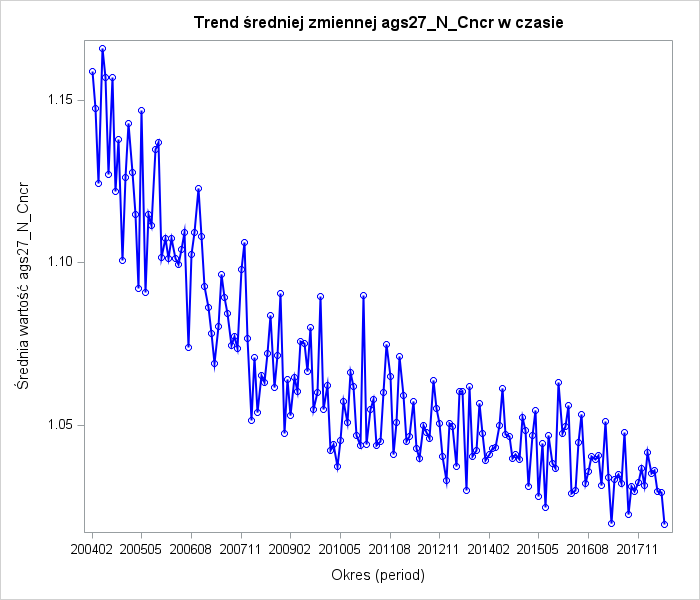 Trend średniej zmiennej ags27_N_Cncr w czasie
Średnia wartość ags27_N_Cncr
1.15
1.10
1.05
200402 200505 200608 200711 200902 201005 201108 201211 201402 201505 201608 201711
Okres (period)